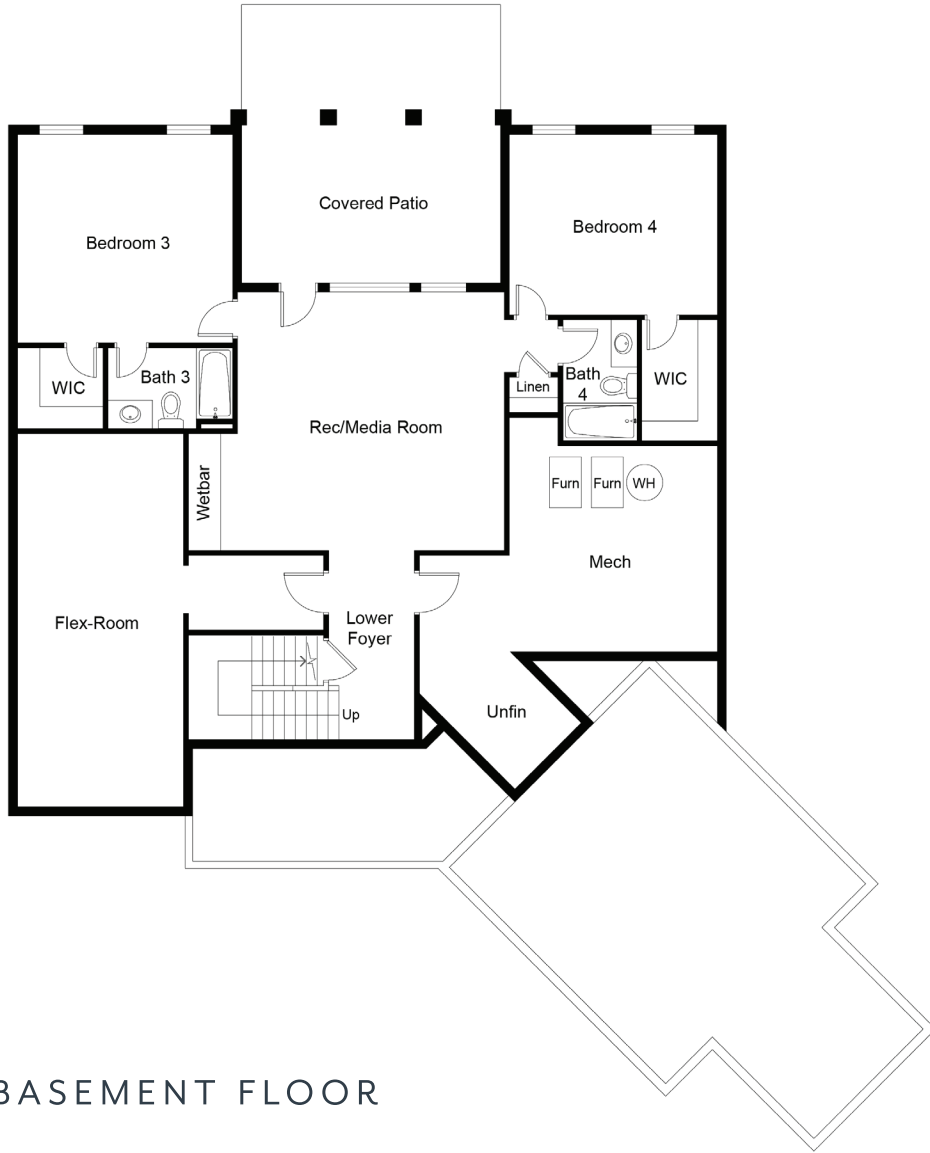 Covered Patio
Bedroom 3
Bedroom 4
WIC
Bath 3
Bath
4
WIC
Linen
Rec/Media Room
Wetbar
Furn
Furn
WH
Mech
Flex-Room
Lower
Foyer
Up
Unfin
BASEMENT FLOOR